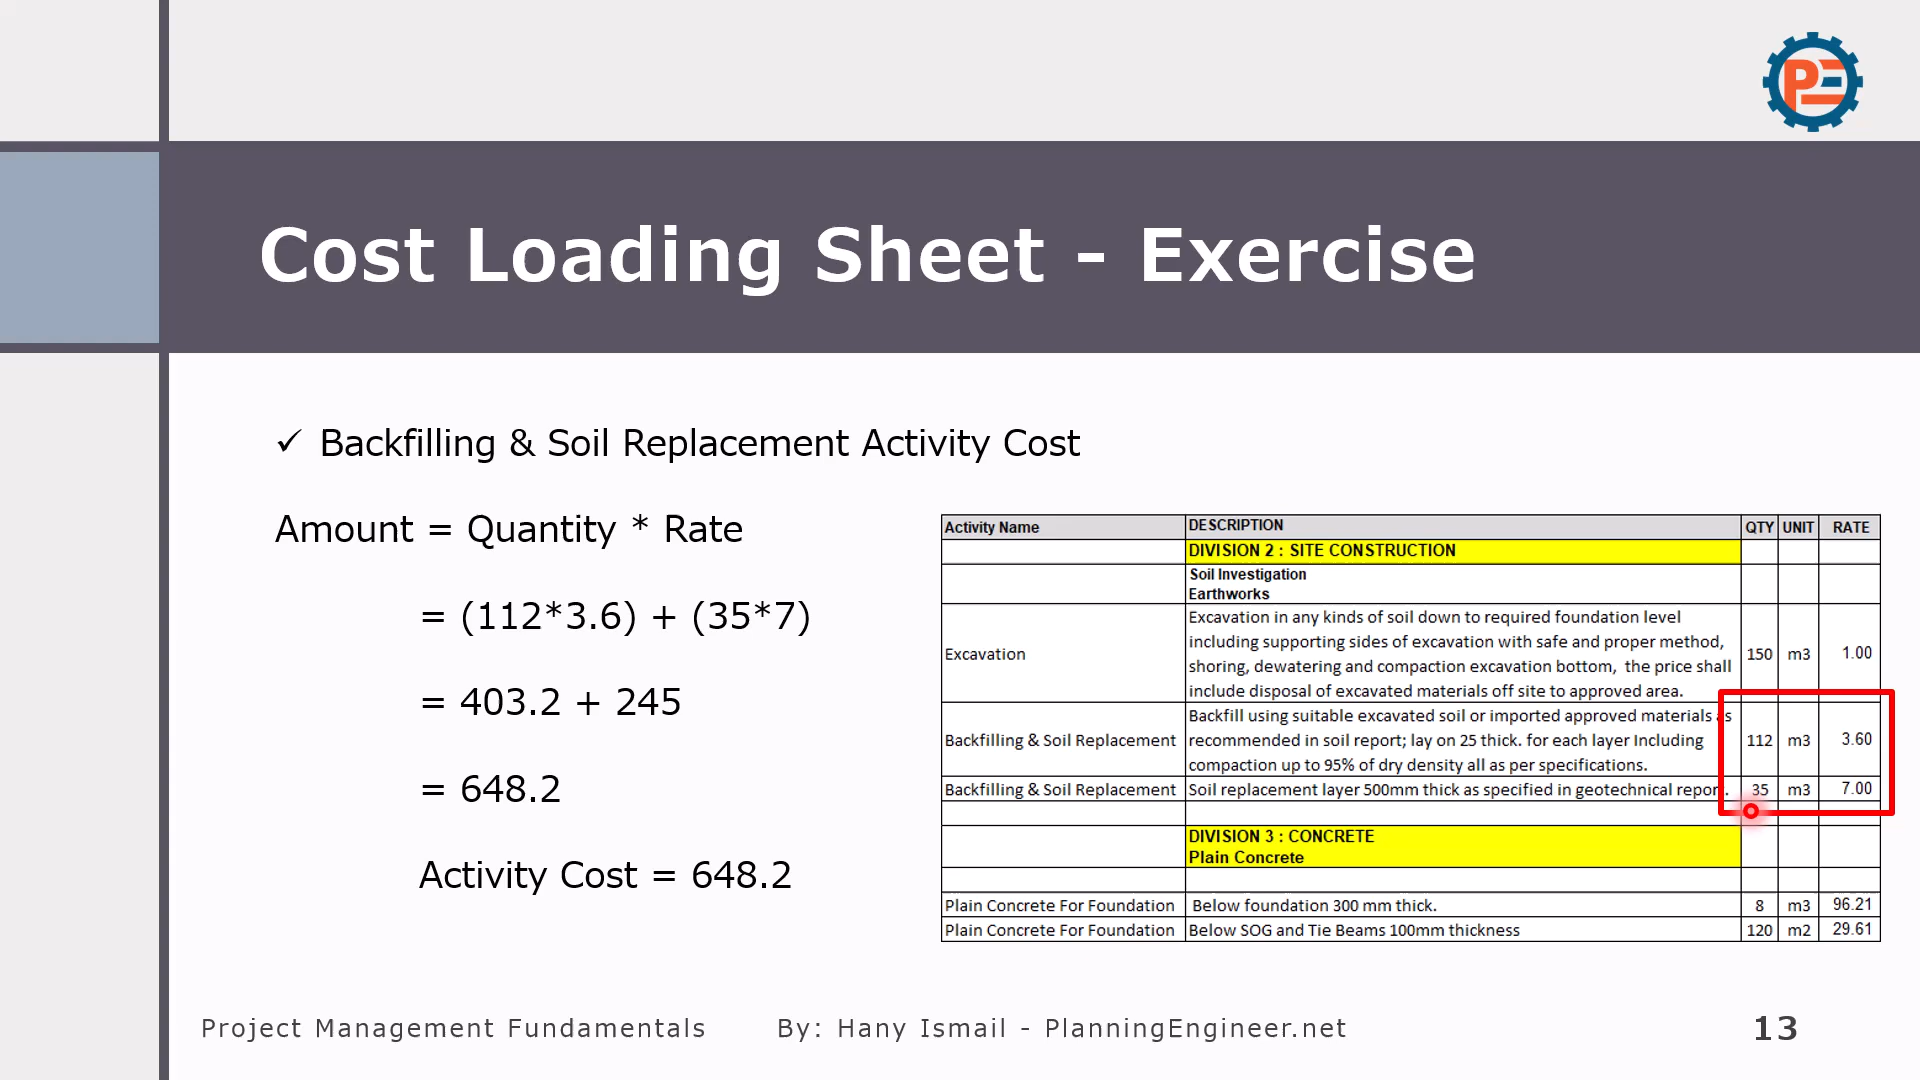 PE
Cost Loading Sheet - Exercise
✓ Backfilling & Soil Replacement Activity Cost
Amount = Quantity * Rate
= (112*3.6) + (35*7)
= 403.2 + 245
= 648.2
Activity Cost = 648.2
Activity Name DESCRIPTION QTY UNIT RATE
DIVISION 2 : SITE CONSTRUCTION
Soil Investigation
Earthworks
Excavation in any kinds of soil down to required foundation level
including supporting sides of excavation with safe and proper method,
Excavation 150 m3 1.00
shoring, dewatering and compaction excavation bottom, the price shall
include disposal of excavated materials off site to approved area.
Backfill using suitable excavated soil or imported approved materials as
Backfilling & Soil Replacement recommended in soil report; lay on 25 thick. for each layer Including 112 m3 3.60
compaction up to 95% of dry density all as per specifications.
Backfilling & Soil Replacement Soil replacement layer 500mm thick as specified in geotechnical report. 35 m3 7.00
DIVISION 3 : CONCRETE
Plain Concrete
Plain Concrete For Foundation Below foundation 300 mm thick. 8 m3 96.21
Plain Concrete For Foundation Below SOG and Tie Beams 100mm thickness 120 m2 29.61
Project Management Fundamentals By: Hany Ismail - PlanningEngineer.net 13